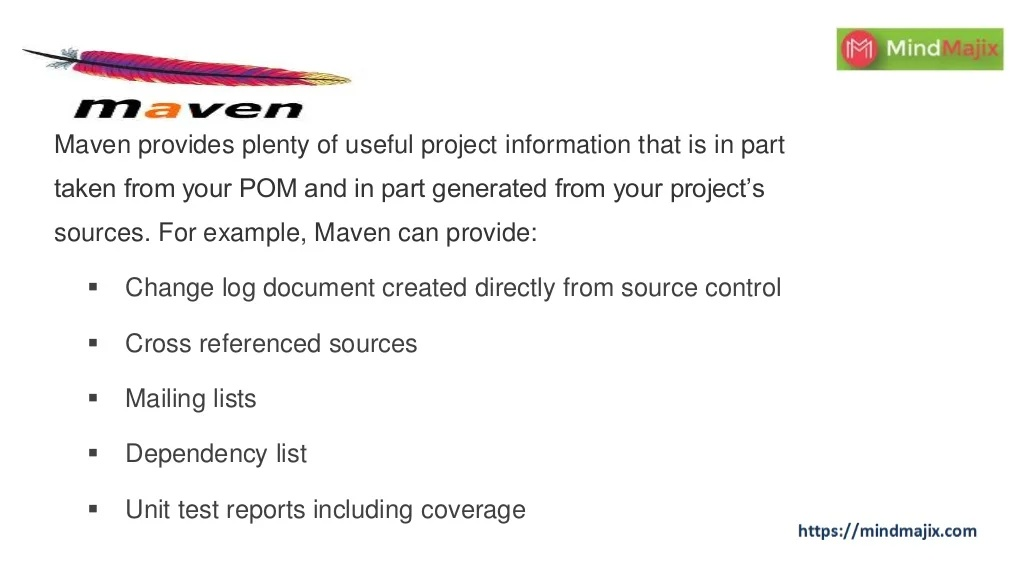 MindMajix
maven
Maven provides plenty of useful project information that is in part
taken from your POM and in part generated from your project’s
sources. For example, Maven can provide:
▪ Change log document created directly from source control
▪ Cross referenced sources
▪ Mailing lists
▪ Dependency list
▪ Unit test reports including coverage
https://mindmajix.com